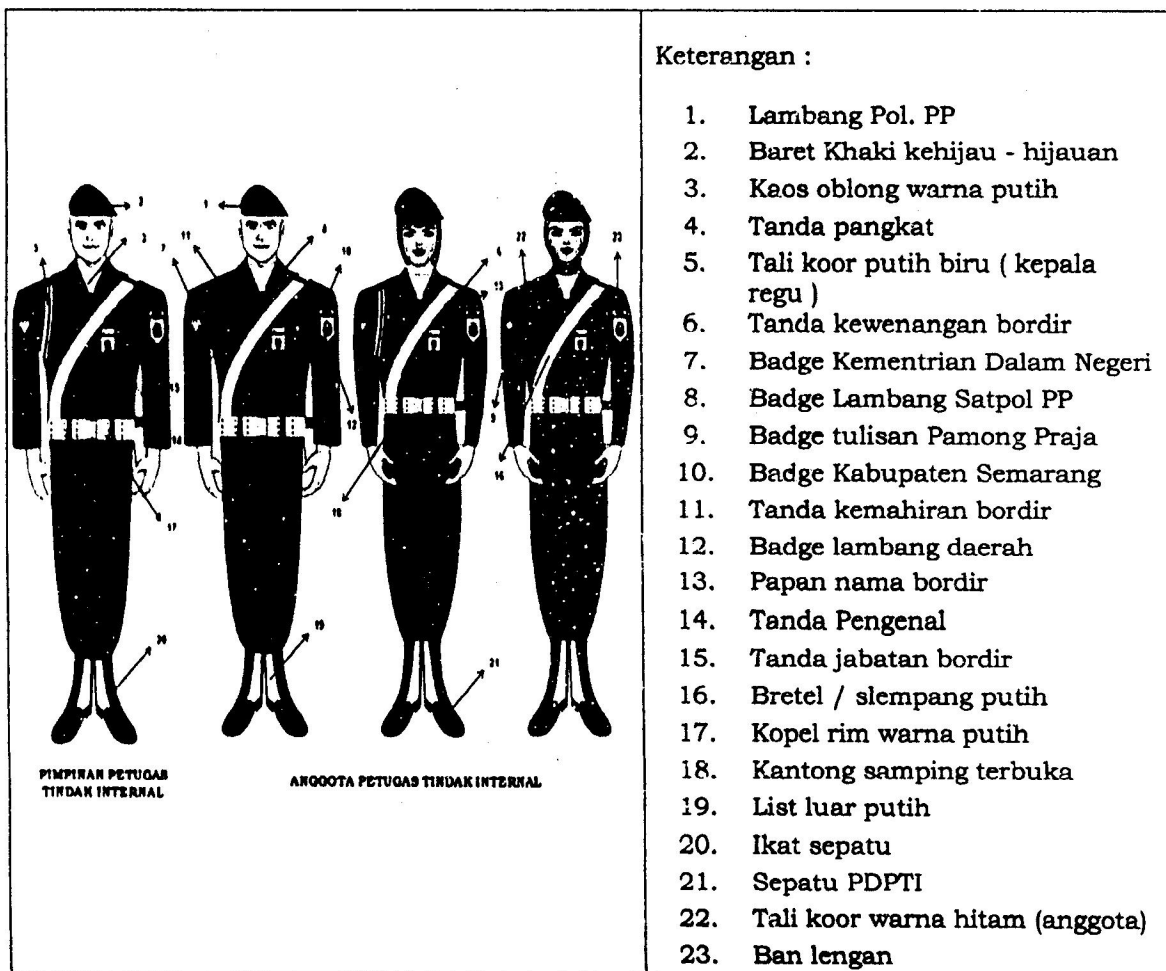 Keterangan :
1. Lambang Pol. PP
2. Baret Khaki kehijau - hijauan
3. Kaos oblong warna putih
4. Tanda pangkat
5. Tali koor putih biru ( kepala
regu )
6. Tanda kewenangan bordir
7. Badge Kementrian Dalam Negeri
8. Badge Lambang Satpol PP
9. Badge tulisan Pamong Praja
10. Badge Kabupaten Semarang
11. Tanda kemahiran bordir
12. Badge lambang daerah
13. Papan nama bordir
14. Tanda Pengenal
15. Tanda jabatan bordir
16. Bretel / slempang putih
17. Kopel rim warna putih
18. Kantong samping terbuka
19. List luar putih
20. Ikat sepatu
21. Sepatu PDPTI
22. Tali koor warna hitam (anggota)
23. Ban lengan
PIMPINAN PETUGAS
TINDAK INTERNAL
ANGGOTA PETUGAS TINDAK INTERNAL